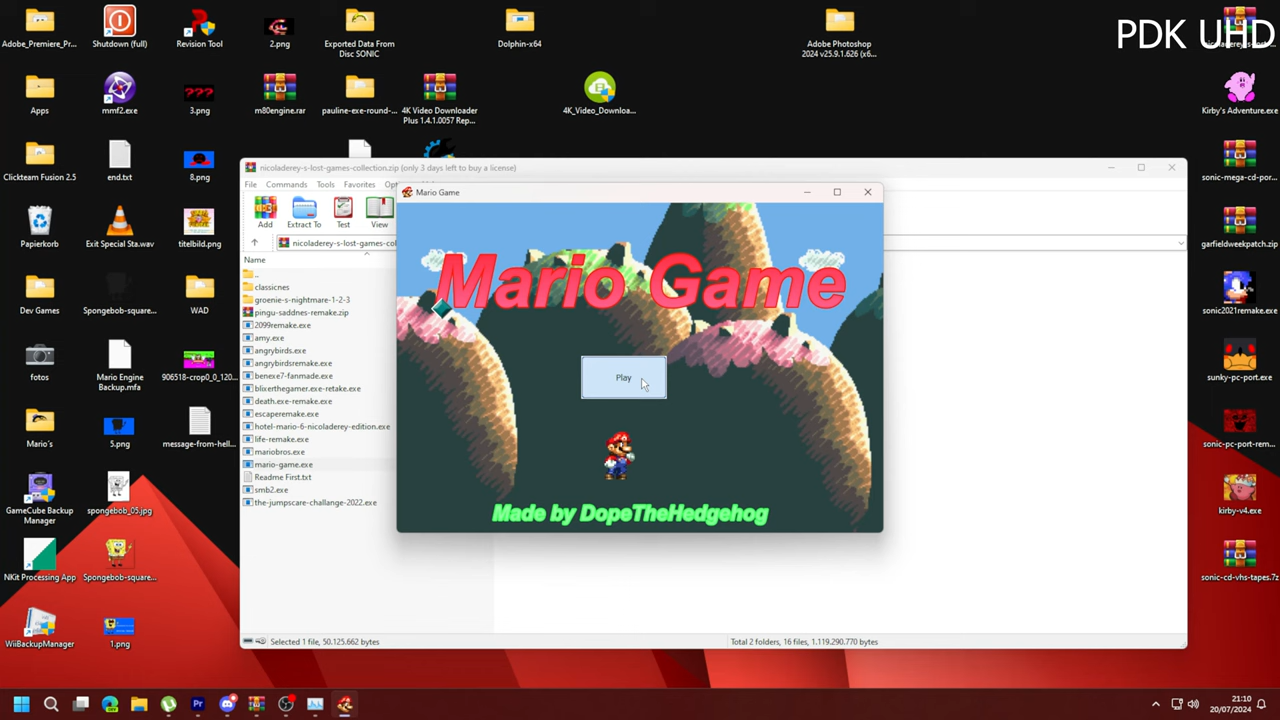 PDK UHD
Adobe_Premiere_Pr...
Shutdown (full)
Revision Tool
2.png
Exported Data From
Disc SONIC
Dolphin-x64
Adobe Photoshop
2024 v25.9.1.626 (x6...
Apps
mmf2.exe
3.png
m80engine.rar
pauline-exe-round-...
4K Video Downloader
Plus 1.4.1.0057 Rep...
4K_Video_Downloa...
Kirby's Adventure.exe
Clickteam Fusion 2.5
end.txt
8.png
sonic-mega-cd-por...
Papierkorb
Exit Special Sta.wav
titelbild.png
garfieldweekpatch.zip
Dev Games
Spongebob-square...
WAD
sonic2021remake.exe
fotos
Mario Engine
Backup.mfa
906518-crop0_0_120...
sunky-pc-port.exe
Mario's
5.png
message-from-hell...
sonic-pc-port-rem...
GameCube Backup
Manager
spongebob_05.jpg
kirby-v4.exe
NKit Processing App
Spongebob-square...
sonic-cd-vhs-tapes.7z
WiiBackupManager
1.png
nicoladerey-s-lost-games-collection.zip (only 3 days left to buy a license)
File Commands Tools Favorites
Add Extract To Test View
nicoladerey-s-lost-games-col
Name
..
classicnes
groenie-s-nightmare-1-2-3
pingu-saddnes-remake.zip
2099remake.exe
amy.exe
angrybirds.exe
angrybirdsremake.exe
benexe7-fanmade.exe
blixerthegamer.exe-retake.exe
death.exe-remake.exe
escaperemake.exe
hotel-mario-6-nicoladerey-edition.exe
life-remake.exe
mariobros.exe
mario-game.exe
Readme First.txt
smb2.exe
the-jumpscare-challange-2022.exe
Selected 1 file, 50.125.662 bytes
Total 2 folders, 16 files, 1.119.290.770 bytes
Mario Game
Mario Game
Play
Made by DopeTheHedgehog
???
Pr
21:10
20/07/2024